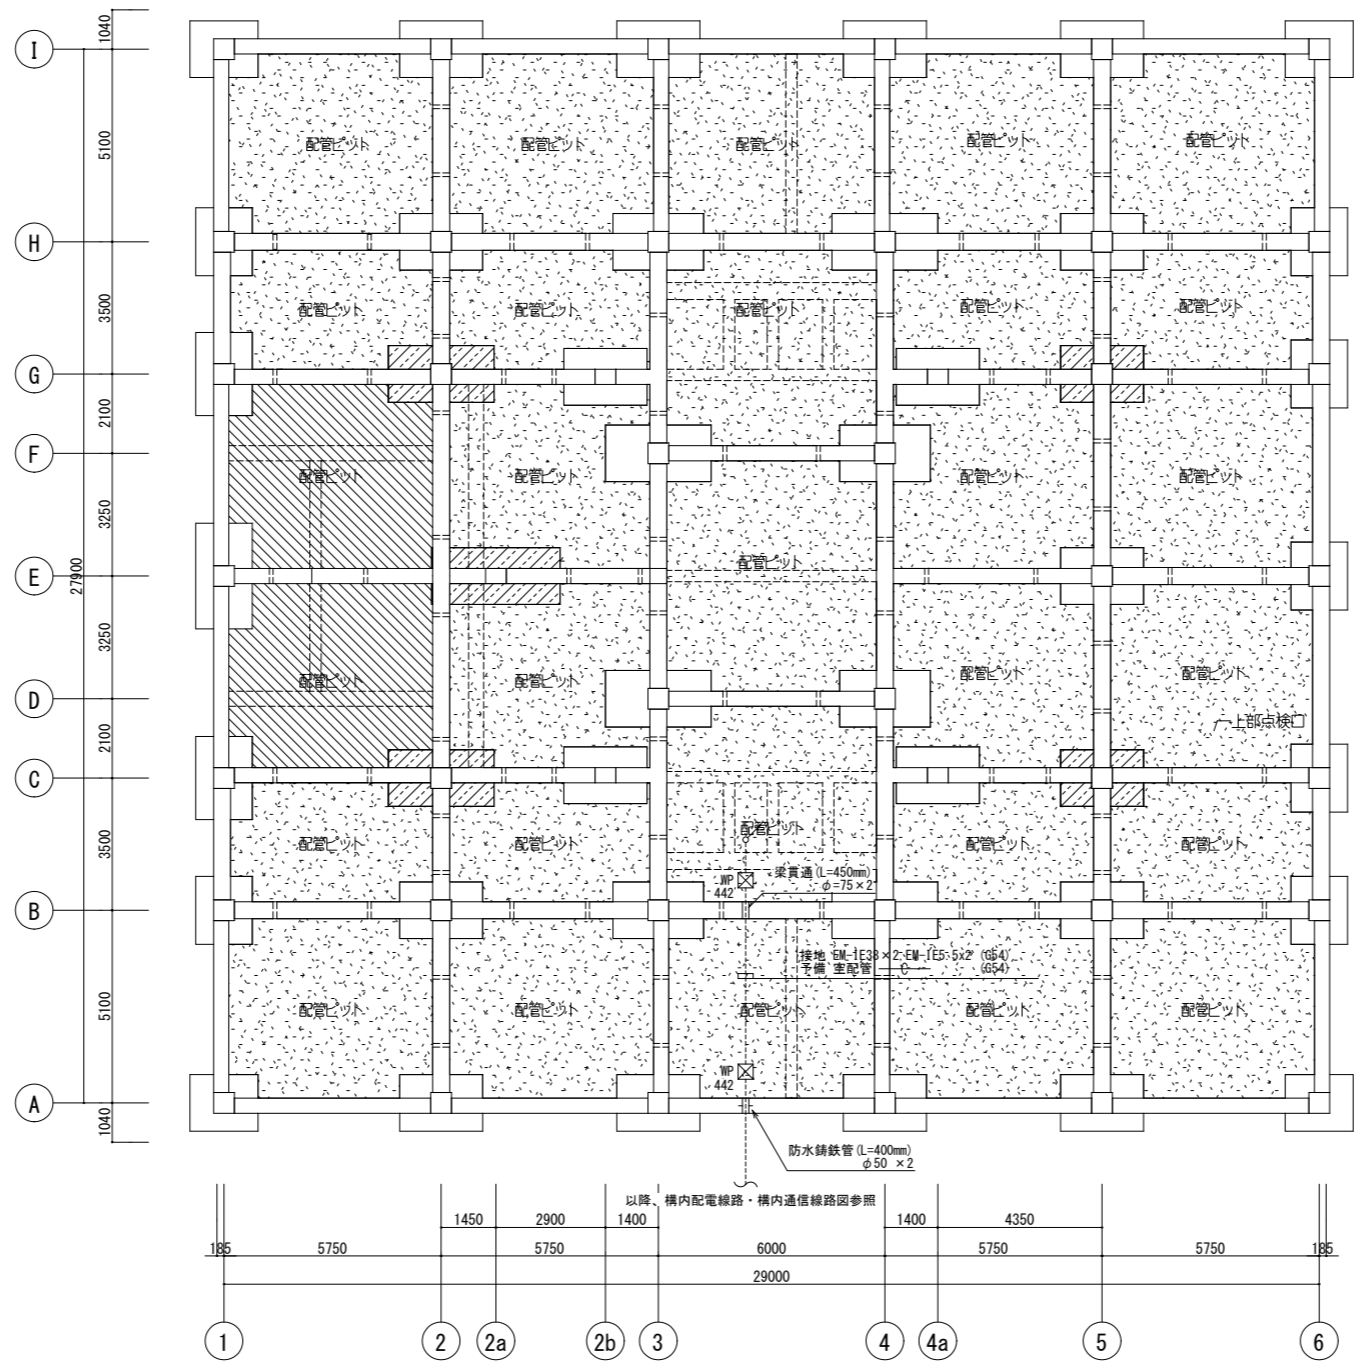 1040
I
5100
配管ピット 配管ピット 配管ピット 配管ピット 配管ピット
H
3500
配管ピット 配管ピット 配管ピット 配管ピット 配管ピット
G
2100
F
配管ピット 配管ピット 配管ピット 配管ピット
3250
配管ピット
E
27900
3250
配管ピット 配管ピット 配管ピット 配管ピット
D
2100
上部点検口
C
3500
配管ピット 配管ピット 配管ピット 配管ピット 配管ピット
WP
442
梁貫通(L=450mm)
φ=75×2
B
接地 EM-IE38×2,EM-IE5.5x2 (G54)
予備 空配管 (G54)
5100
配管ピット 配管ピット 配管ピット 配管ピット 配管ピット
WP
442
A
1040
防水鋳鉄管(L=400mm)
φ50 ×2
以降、構内配電線路・構内通信線路図参照
1450 2900 1400 1400 4350
185 5750 5750 6000 5750 5750 185
29000
1 2 2a 2b 3 4 4a 5 6